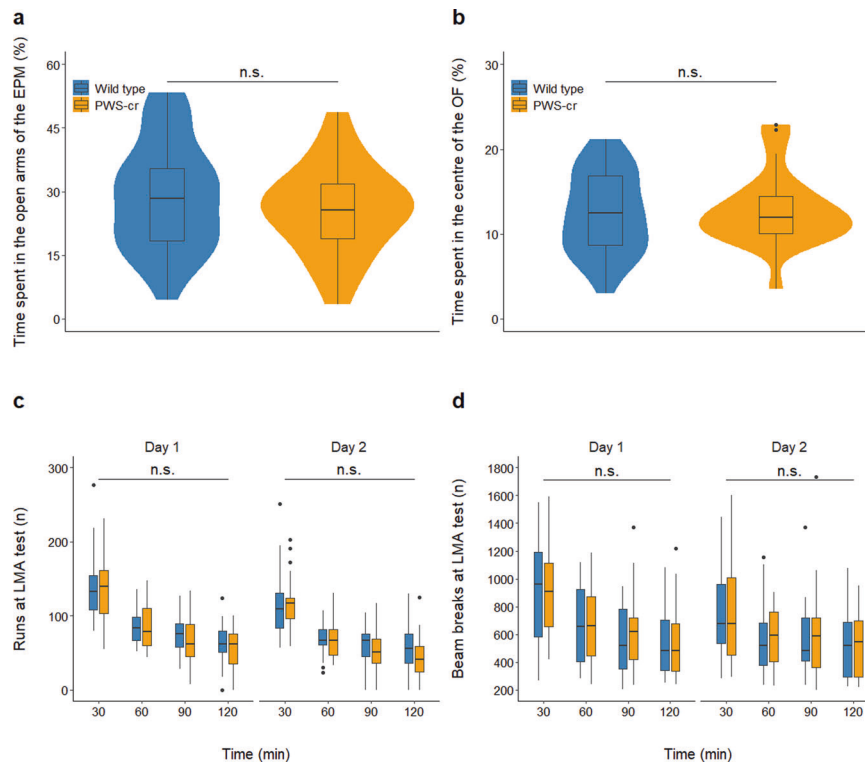 a
Time spent in the open arms of the EPM (%)
60
45
30
15
0
Wild type
PWS-cr
n.s.
b
Time spent in the centre of the OF (%)
30
20
10
0
Wild type
PWS-cr
n.s.
c
Day 1
Day 2
n.s.
n.s.
Runs at LMA test (n)
300
200
100
0
30 60 90 120 30 60 90 120
Time (min)
d
Day 1
Day 2
n.s.
n.s.
Beam breaks at LMA test (n)
1800
1600
1400
1200
1000
800
600
400
200
30 60 90 120 30 60 90 120
Time (min)